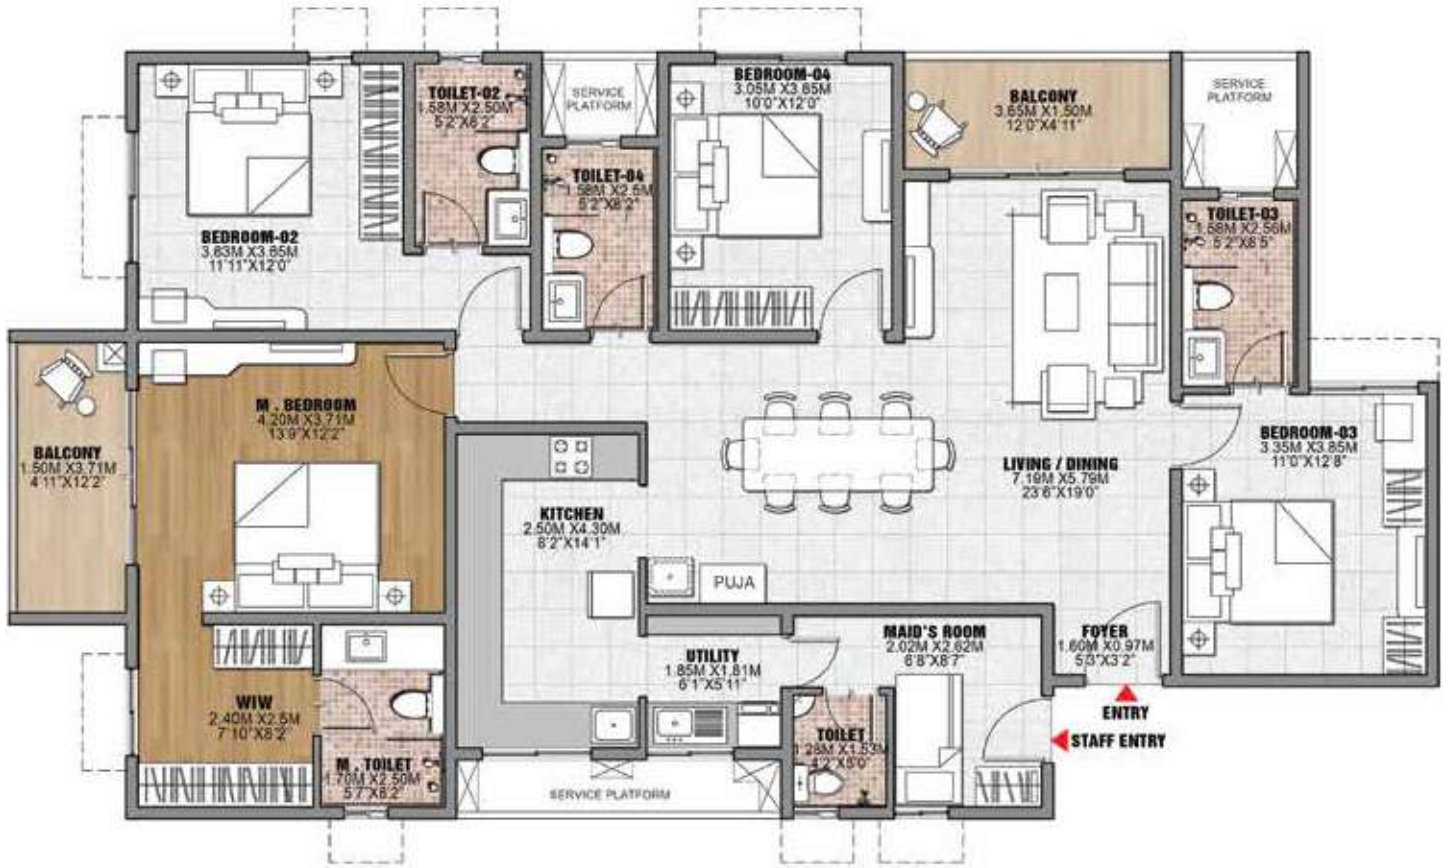 BEDROOM-02
3.63M X3.65M
11'11"X12'0"
TOILET-02
1.58M X2.50M
5'2"X8'2"
SERVICE
PLATFORM
TOILET-04
1.58M X2.5M
5'2"X8'2"
BEDROOM-04
3.05M X3.65M
10'0"X12'0"
BALCONY
3.65M X1.50M
12'0"X4'11"
SERVICE
PLATFORM
TOILET-03
1.58M X2.56M
5'2"X8'5"
BALCONY
1.50M X3.71M
4'11"X12'2"
M . BEDROOM
4.20M X3.71M
13'9"X12'2"
KITCHEN
2.50M X4.30M
8'2"X14'1"
LIVING / DINING
7.19M X5.79M
23'6"X19'0"
BEDROOM-03
3.35M X3.85M
11'0"X12'8"
PUJA
WIW
2.40M X2.5M
7'10"X8'2"
M . TOILET
1.70M X2.50M
5'7"X8'2"
UTILITY
1.85M X1.81M
6'1"X5'11"
MAID'S ROOM
2.02M X2.62M
6'8"X8'7"
FOYER
1.60M X0.97M
5'3"X3'2"
TOILET
1.28M X1.53M
4'2"X5'0"
ENTRY
STAFF ENTRY
SERVICE PLATFORM